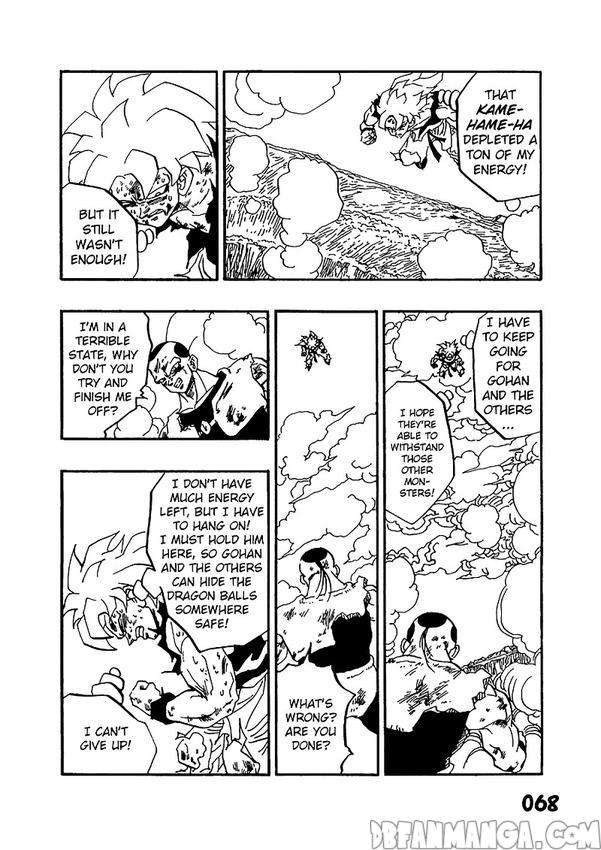 THAT
KAME-
HAME-HA
DEPLETED A
TON OF MY
ENERGY!
BUT IT
STILL
WASN'T
ENOUGH!
I HAVE
TO KEEP
GOING
FOR
GOHAN
AND THE
OTHERS
...
I HOPE
THEY'RE
ABLE TO
WITHSTAND
THOSE
OTHER
MON-
STERS!
WHAT'S
WRONG?
ARE YOU
DONE?
I'M IN A
TERRIBLE
STATE, WHY
DON'T YOU
TRY AND
FINISH ME
OFF?
I DON'T HAVE
MUCH ENERGY
LEFT, BUT I HAVE
TO HANG ON!
I MUST HOLD HIM
HERE, SO GOHAN
AND THE OTHERS
CAN HIDE THE
DRAGON BALLS
SOMEWHERE
SAFE!
I CAN'T
GIVE UP!
068
DBFANMANGA.COM